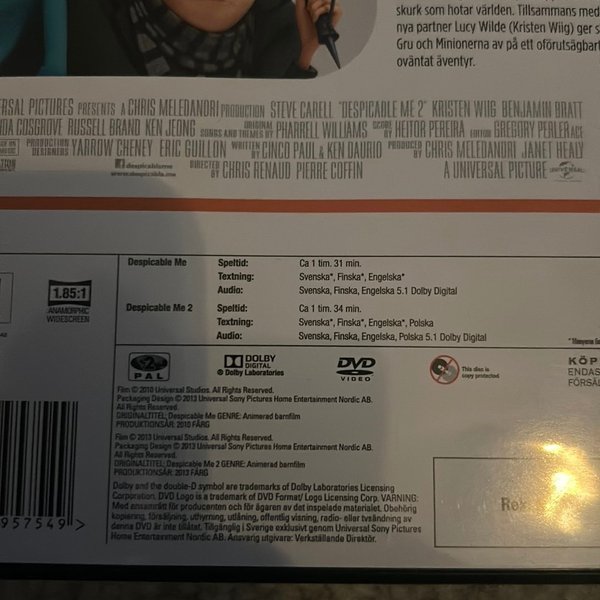 skurk som hotar världen. Tillsammans med
nya partner Lucy Wilde (Kristen Wiig) ger s
Gru och Minionerna av på ett oförutsägbart
oväntat äventyr.
ERSAL PICTURES PRESENTS A CHRIS MELEDANDRI PRODUCTION STEVE CARELL "DESPICABLE ME 2" KRISTEN WIIG BENJAMIN BRATT
DA COSGROVE RUSSELL BRAND KEN JEONG ORIGINAL SONGS AND THEMES BY PHARRELL WILLIAMS SCORE BY HEITOR PEREIRA EDITOR GREGORY PERLER ACE
PRODUCTION DESIGNERS YARROW CHENEY ERIC GUILLON WRITTEN BY CINCO PAUL & KEN DAURIO PRODUCED BY CHRIS MELEDANDRI JANET HEALY
despicableme
www.despicable.me
DIRECTED BY CHRIS RENAUD PIERRE COFFIN A UNIVERSAL PICTURE UNIVERSAL
Despicable Me Speltid: Ca 1 tim. 31 min.
Textning: Svenska*, Finska*, Engelska*
Audio: Svenska, Finska, Engelska 5.1 Dolby Digital
Despicable Me 2 Speltid: Ca 1 tim. 34 min.
Textning: Svenska*, Finska*, Engelska*, Polska
Audio: Svenska, Finska, Engelska, Polska 5.1 Dolby Digital
1.85:1
ANAMORPHIC
WIDESCREEN
PAL
DOLBY
DIGITAL
® Dolby Laboratories
DVD
VIDEO
This disc is
copy protected
KÖP
ENDAS
FÖRSÄL
Film © 2010 Universal Studios. All Rights Reserved.
Packaging Design © 2013 Universal Sony Pictures Home Entertainment Nordic AB.
All Rights Reserved.
ORIGINALTITEL: Despicable Me GENRE: Animerad barnfilm
PRODUKTIONSÅR: 2010 FÄRG
Film © 2013 Universal Studios. All Rights Reserved.
Packaging Design © 2013 Universal Sony Pictures Home Entertainment Nordic AB.
All Rights Reserved.
ORIGINALTITEL: Despicable Me 2 GENRE: Animerad barnfilm
PRODUKTIONSÅR: 2013 FÄRG
Dolby and the double-D symbol are trademarks of Dolby Laboratories Licensing
Corporation. DVD Logo is a trademark of DVD Format/ Logo Licensing Corp. VARNING:
Med ensamrätt för producenten och för ägaren av det inspelade materialet. Obehörig
kopiering, försäljning, uthyrning, utlåning, offentlig visning, radio- eller tvsändning av
denna DVD är inte tillåtet. Tillgänglig i Sverige exklusivt genom Universal Sony Pictures
Home Entertainment Nordic AB. Ansvarig utgivare: Verkställande Direktör.
957549